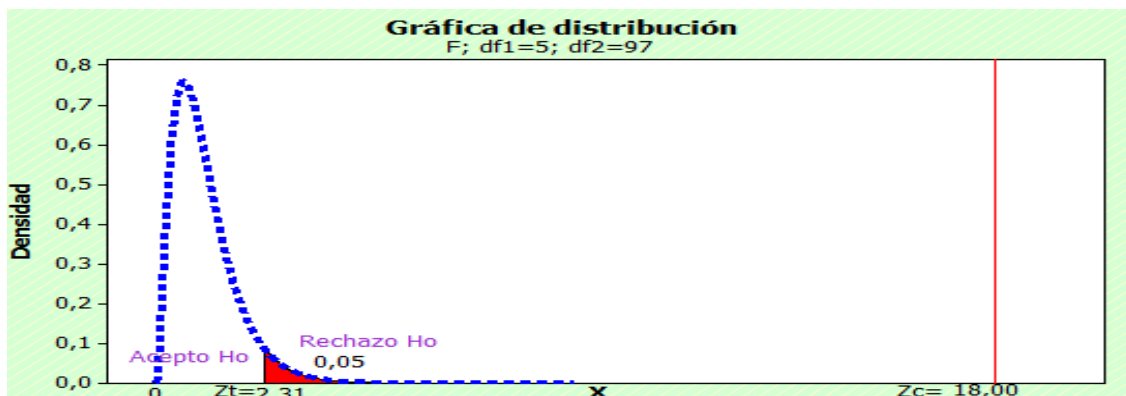 Gráfica de distribución
F; df1=5; df2=97
0,8
0,7
0,6
0,5
0,4
0,3
0,2
0,1
0,0
Densidad
Rechazo Ho
Acepto Ho
0,05
0
Zt=2,31
X
Zc= 18,00